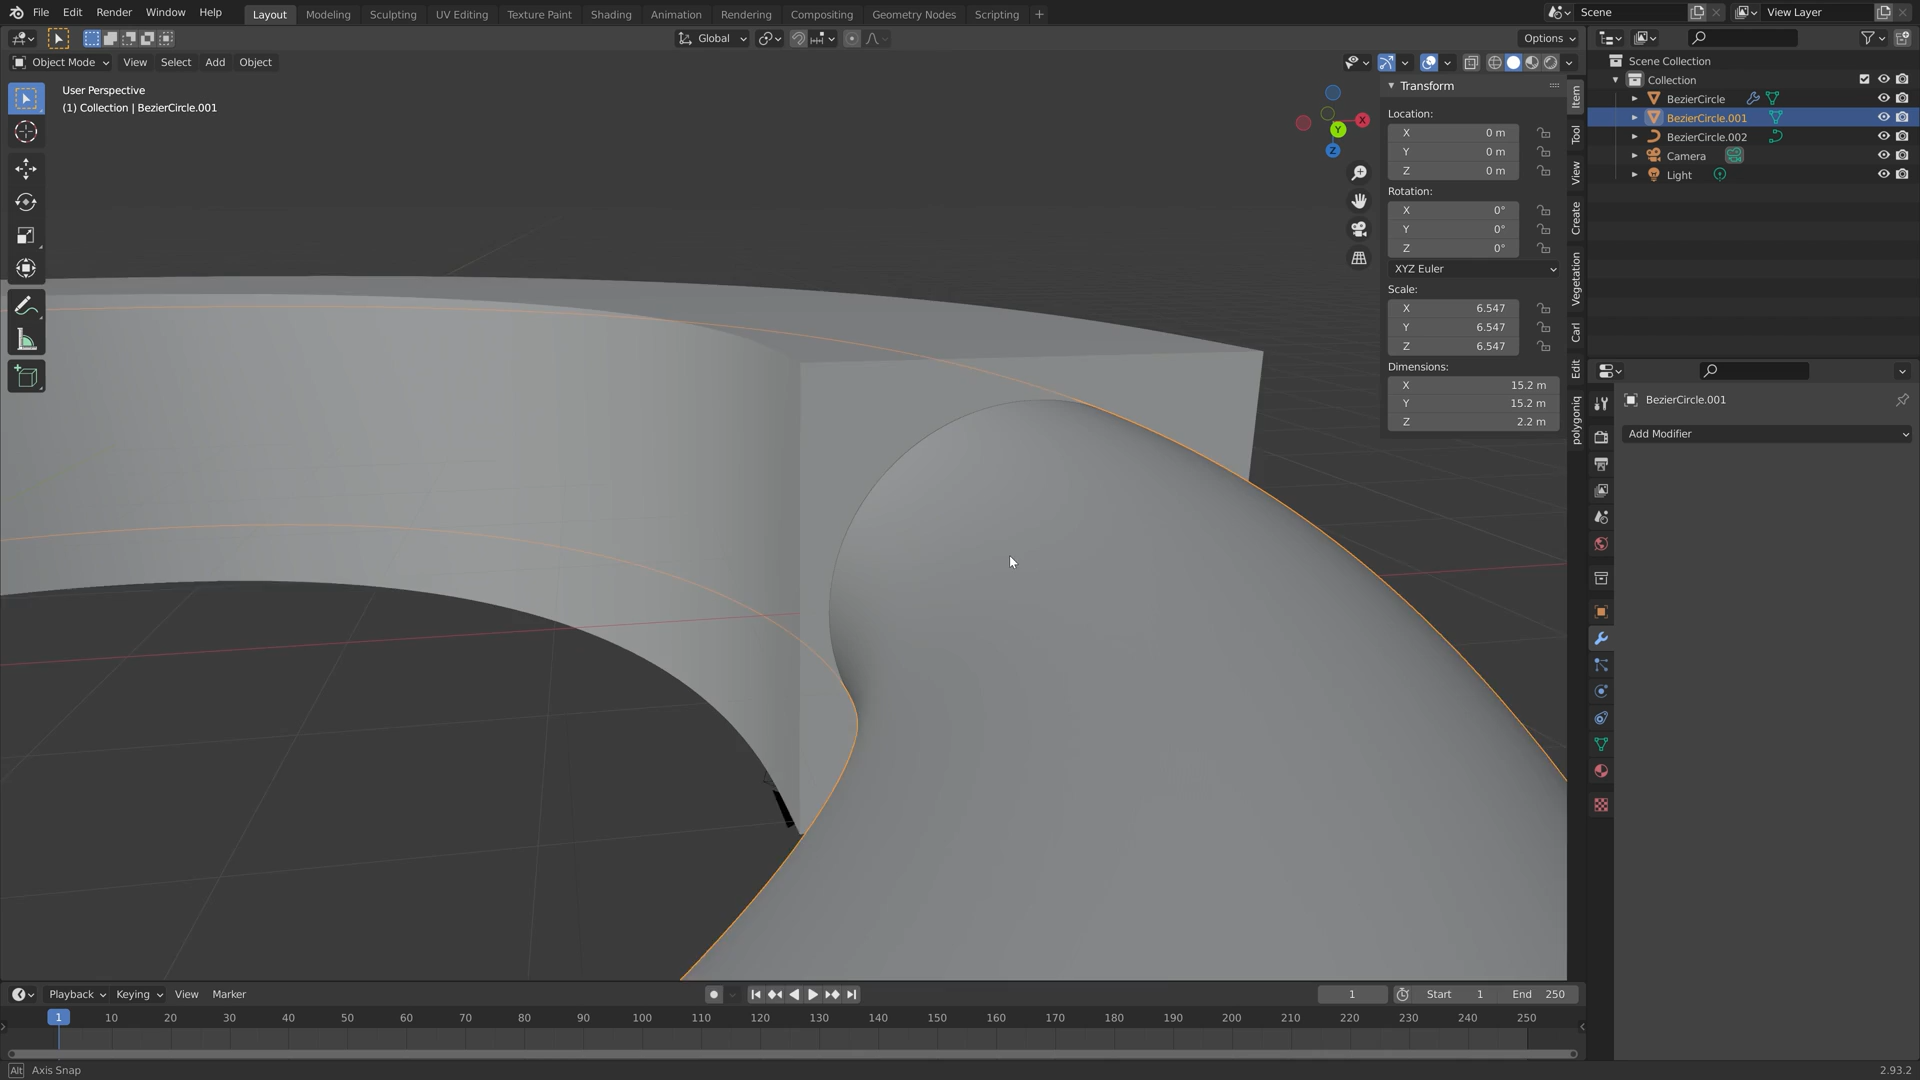 File Edit Render Window Help Layout Modeling Sculpting UV Editing Texture Paint Shading Animation Rendering Compositing Geometry Nodes Scripting + Scene View Layer
Global Options
Object Mode View Select Add Object
User Perspective
(1) Collection | BezierCircle.001
X
Y
Z
Transform
Location:
X 0 m
Y 0 m
Z 0 m
Rotation:
X 0°
Y 0°
Z 0°
XYZ Euler
Scale:
X 6.547
Y 6.547
Z 6.547
Dimensions:
X 15.2 m
Y 15.2 m
Z 2.2 m
Item
Tool
View
Create
Vegetation
Carl
Edit
polygoniq
Scene Collection
Collection
BezierCircle
BezierCircle.001
BezierCircle.002
Camera
Light
BezierCircle.001
Add Modifier
Playback Keying View Marker 1 Start 1 End 250
1 10 20 30 40 50 60 70 80 90 100 110 120 130 140 150 160 170 180 190 200 210 220 230 240 250
Alt Axis Snap 2.93.2